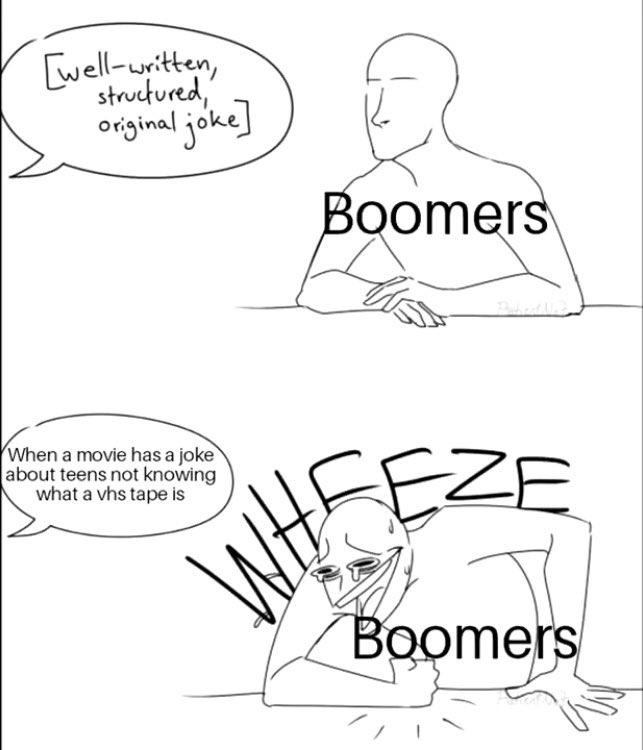 [well-written,
structured,
original joke]
Boomers
When a movie has a joke
about teens not knowing
what a vhs tape is
WHEEZE
Boomers